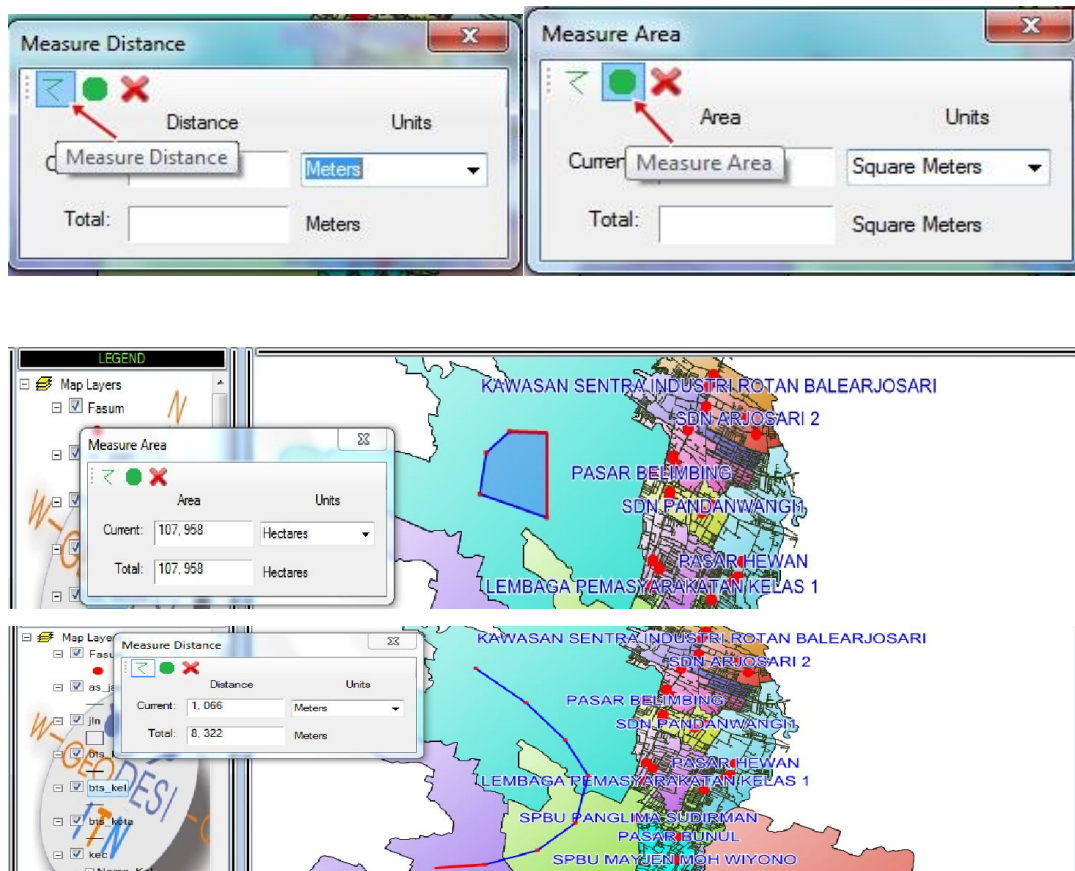 Measure Distance
Distance
Units
Measure Distance
Meters
Total:
Meters
Measure Area
Area
Units
Measure Area
Square Meters
Total:
Square Meters
LEGEND
Map Layers
Fasum
Measure Area
Area
Units
Current: 107, 958 Hectares
Total: 107, 958 Hectares
KAWASAN SENTRA INDUSTRI ROTAN BALEARJOSARI
SDN ARJOSARI 2
PASAR BELIMBING
SDN PANDANWANGI1
PASAR HEWAN
LEMBAGA PEMASYARAKATAN KELAS 1
Measure Distance
Distance
Units
Current: 1, 066 Meters
Total: 8, 322 Meters
jln
bts_kel
bts_kota
kec
W-GEODESI
ITN
KAWASAN SENTRA INDUSTRI ROTAN BALEARJOSARI
SDN ARJOSARI 2
PASAR BELIMBING
SDN PANDANWANGI1
PASAR HEWAN
LEMBAGA PEMASYARAKATAN KELAS 1
SPBU PANGLIMA SUDIRMAN
PASAR BUNUL
SPBU MAYJEN MOH WIYONO